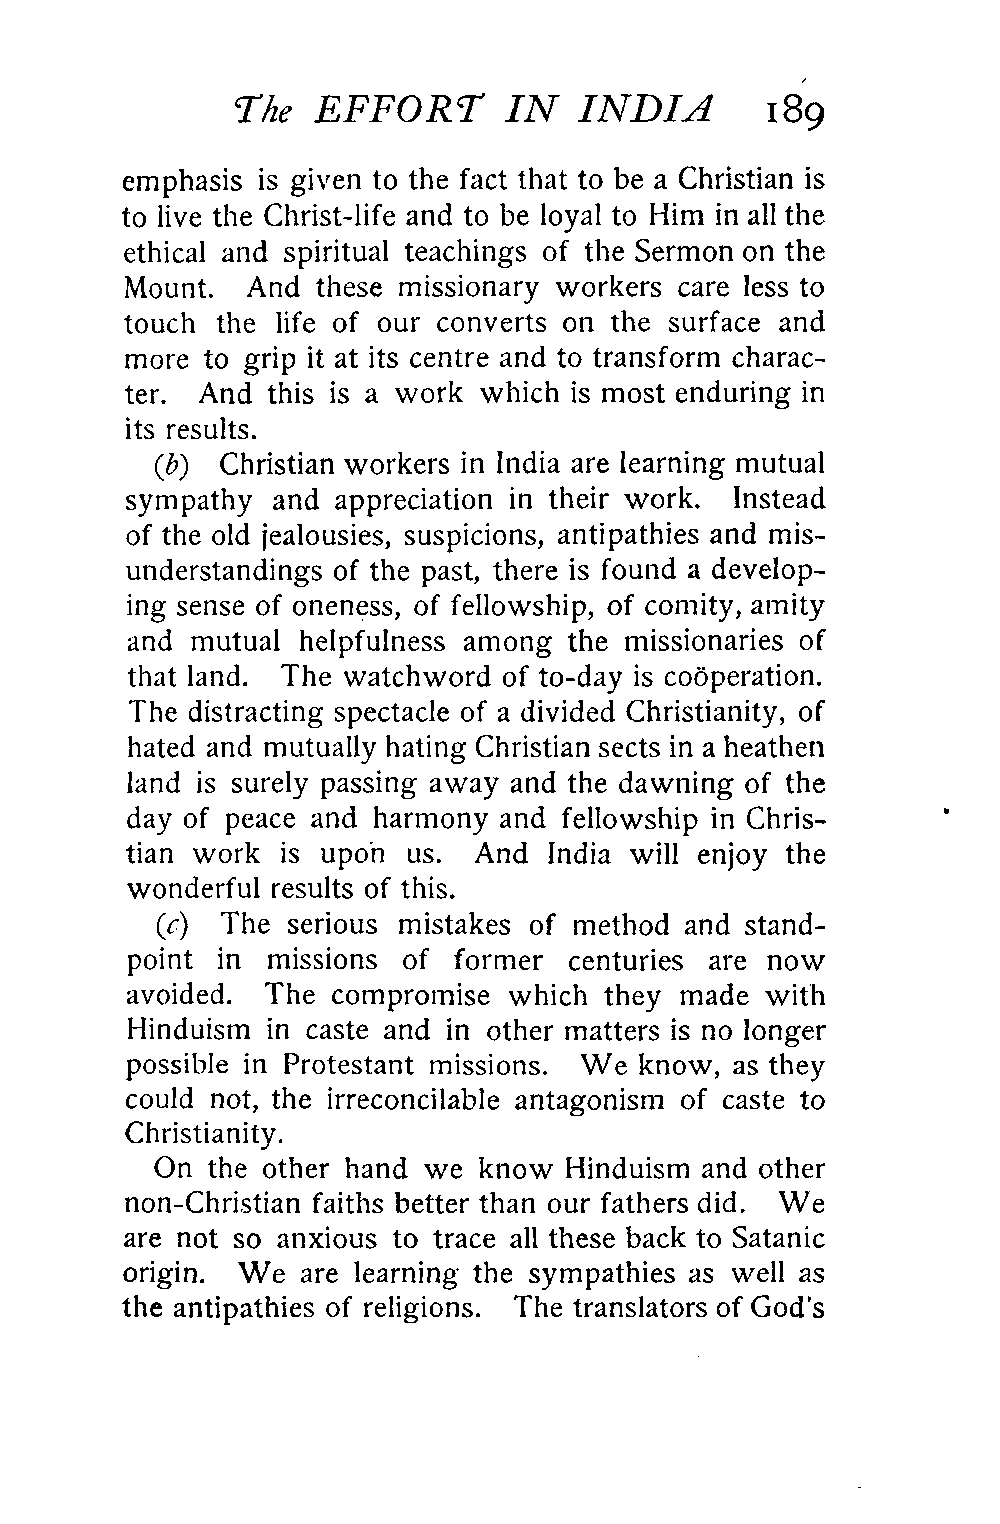 The EFFORT IN INDIA 189
emphasis is given to the fact that to be a Christian is
to live the Christ-life and to be loyal to Him in all the
ethical and spiritual teachings of the Sermon on the
Mount. And these missionary workers care less to
touch the life of our converts on the surface and
more to grip it at its centre and to transform charac-
ter. And this is a work which is most enduring in
its results.
(b) Christian workers in India are learning mutual
sympathy and appreciation in their work. Instead
of the old jealousies, suspicions, antipathies and mis-
understandings of the past, there is found a develop-
ing sense of oneness, of fellowship, of comity, amity
and mutual helpfulness among the missionaries of
that land. The watchword of to-day is coöperation.
The distracting spectacle of a divided Christianity, of
hated and mutually hating Christian sects in a heathen
land is surely passing away and the dawning of the
day of peace and harmony and fellowship in Chris-
tian work is upon us. And India will enjoy the
wonderful results of this.
(c) The serious mistakes of method and stand-
point in missions of former centuries are now
avoided. The compromise which they made with
Hinduism in caste and in other matters is no longer
possible in Protestant missions. We know, as they
could not, the irreconcilable antagonism of caste to
Christianity.
On the other hand we know Hinduism and other
non-Christian faiths better than our fathers did. We
are not so anxious to trace all these back to Satanic
origin. We are learning the sympathies as well as
the antipathies of religions. The translators of God's